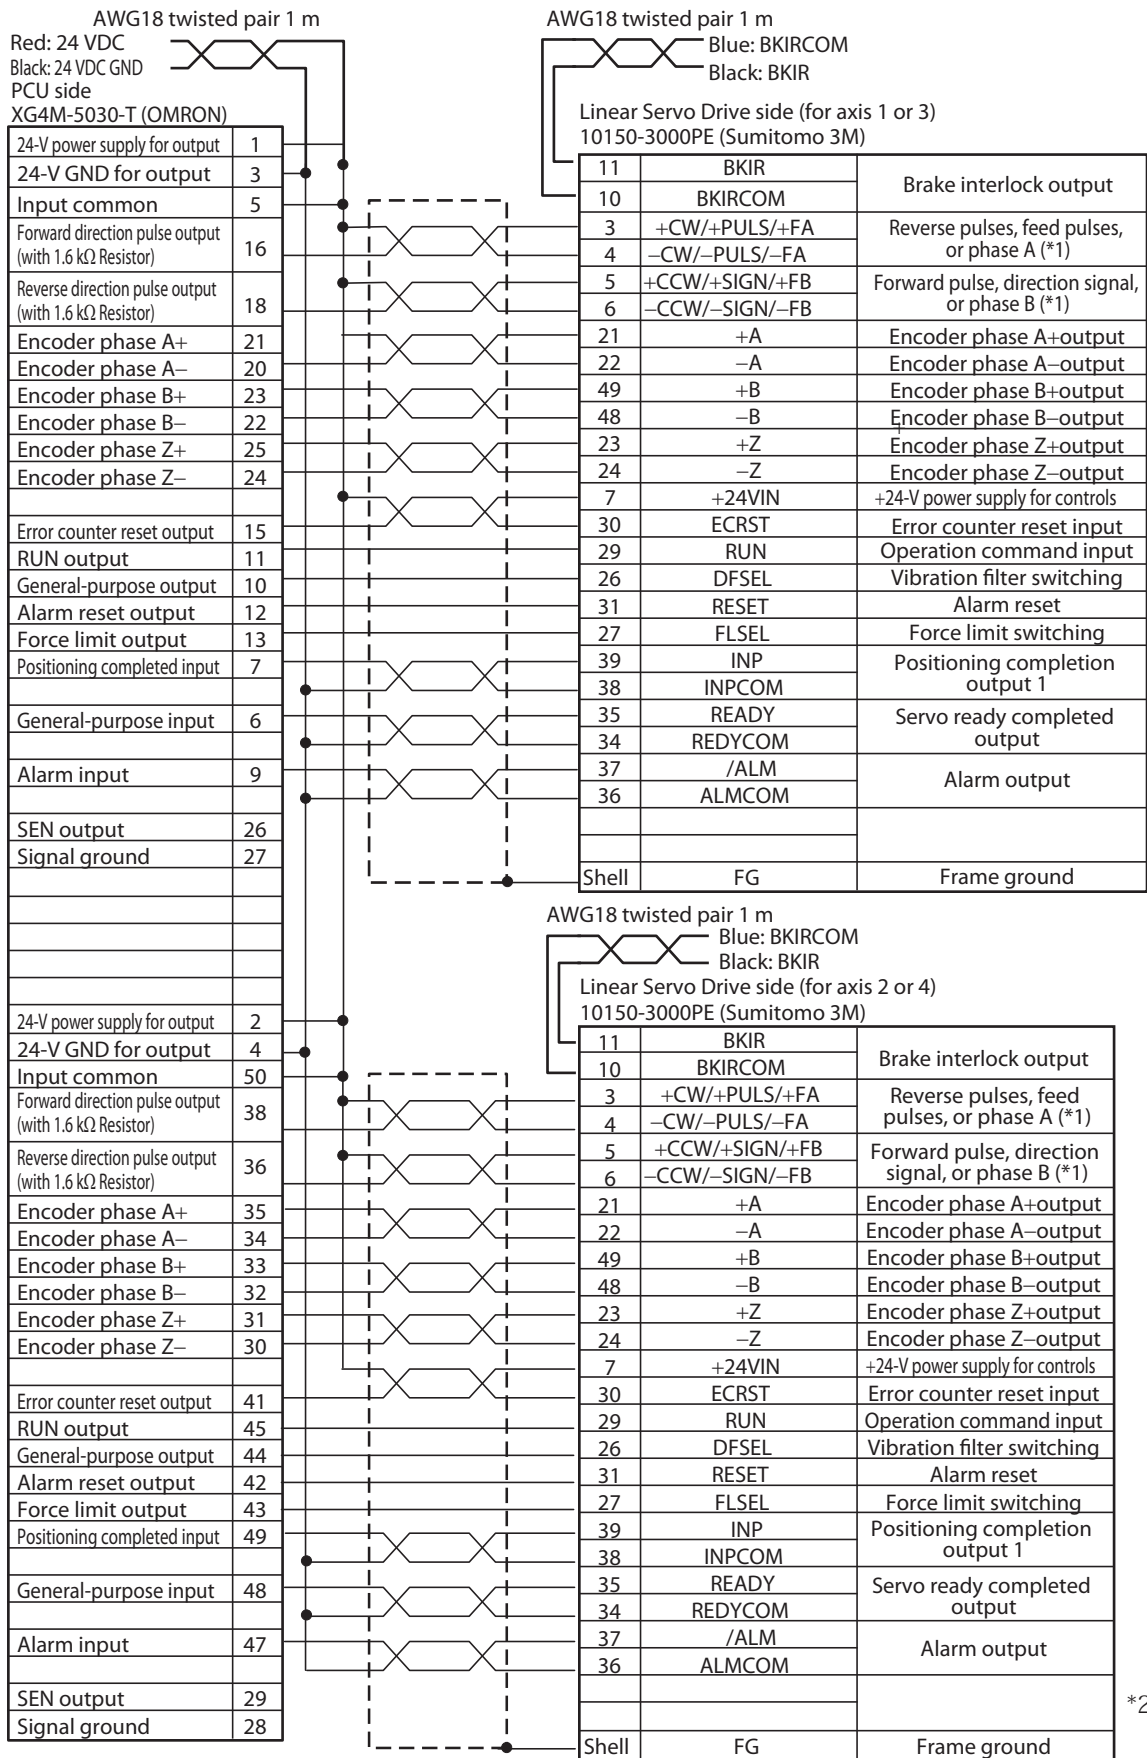 AWG18 twisted pair 1 m
Red: 24 VDC
Black: 24 VDC GND
PCU side
XG4M-5030-T (OMRON)
24-V power supply for output 1
24-V GND for output 3
Input common 5
Forward direction pulse output
(with 1.6 kΩ Resistor) 16
Reverse direction pulse output
(with 1.6 kΩ Resistor) 18
Encoder phase A+ 21
Encoder phase A− 20
Encoder phase B+ 23
Encoder phase B− 22
Encoder phase Z+ 25
Encoder phase Z− 24
Error counter reset output 15
RUN output 11
General-purpose output 10
Alarm reset output 12
Force limit output 13
Positioning completed input 7
General-purpose input 6
Alarm input 9
SEN output 26
Signal ground 27
24-V power supply for output 2
24-V GND for output 4
Input common 50
Forward direction pulse output
(with 1.6 kΩ Resistor) 38
Reverse direction pulse output
(with 1.6 kΩ Resistor) 36
Encoder phase A+ 35
Encoder phase A− 34
Encoder phase B+ 33
Encoder phase B− 32
Encoder phase Z+ 31
Encoder phase Z− 30
Error counter reset output 41
RUN output 45
General-purpose output 44
Alarm reset output 42
Force limit output 43
Positioning completed input 49
General-purpose input 48
Alarm input 47
SEN output 29
Signal ground 28
AWG18 twisted pair 1 m
Blue: BKIRCOM
Black: BKIR
Linear Servo Drive side (for axis 1 or 3)
10150-3000PE (Sumitomo 3M)
11 BKIR
Brake interlock output
10 BKIRCOM
3 +CW/+PULS/+FA Reverse pulses, feed pulses,
4 −CW/−PULS/−FA or phase A (*1)
5 +CCW/+SIGN/+FB Forward pulse, direction signal,
6 −CCW/−SIGN/−FB or phase B (*1)
21 +A Encoder phase A+output
22 −A Encoder phase A−output
49 +B Encoder phase B+output
48 −B Encoder phase B−output
+
23 +Z Encoder phase Z+output
24 −Z Encoder phase Z−output
7 +24VIN +24-V power supply for controls
30 ECRST Error counter reset input
29 RUN Operation command input
26 DFSEL Vibration filter switching
31 RESET Alarm reset
27 FLSEL Force limit switching
39 INP Positioning completion
38 INPCOM output 1
35 READY Servo ready completed
34 REDYCOM output
37 /ALM
Alarm output
36 ALMCOM
Shell FG Frame ground
AWG18 twisted pair 1 m
Blue: BKIRCOM
Black: BKIR
Linear Servo Drive side (for axis 2 or 4)
10150-3000PE (Sumitomo 3M)
11 BKIR
Brake interlock output
10 BKIRCOM
3 +CW/+PULS/+FA Reverse pulses, feed
4 −CW/−PULS/−FA pulses, or phase A (*1)
5 +CCW/+SIGN/+FB Forward pulse, direction
6 −CCW/−SIGN/−FB signal, or phase B (*1)
21 +A Encoder phase A+output
22 −A Encoder phase A−output
49 +B Encoder phase B+output
48 −B Encoder phase B−output
23 +Z Encoder phase Z+output
24 −Z Encoder phase Z−output
7 +24VIN +24-V power supply for controls
30 ECRST Error counter reset input
29 RUN Operation command input
26 DFSEL Vibration filter switching
31 RESET Alarm reset
27 FLSEL Force limit switching
39 INP Positioning completion
38 INPCOM output 1
35 READY Servo ready completed
34 REDYCOM output
37 /ALM
Alarm output
36 ALMCOM
*2
Shell FG Frame ground